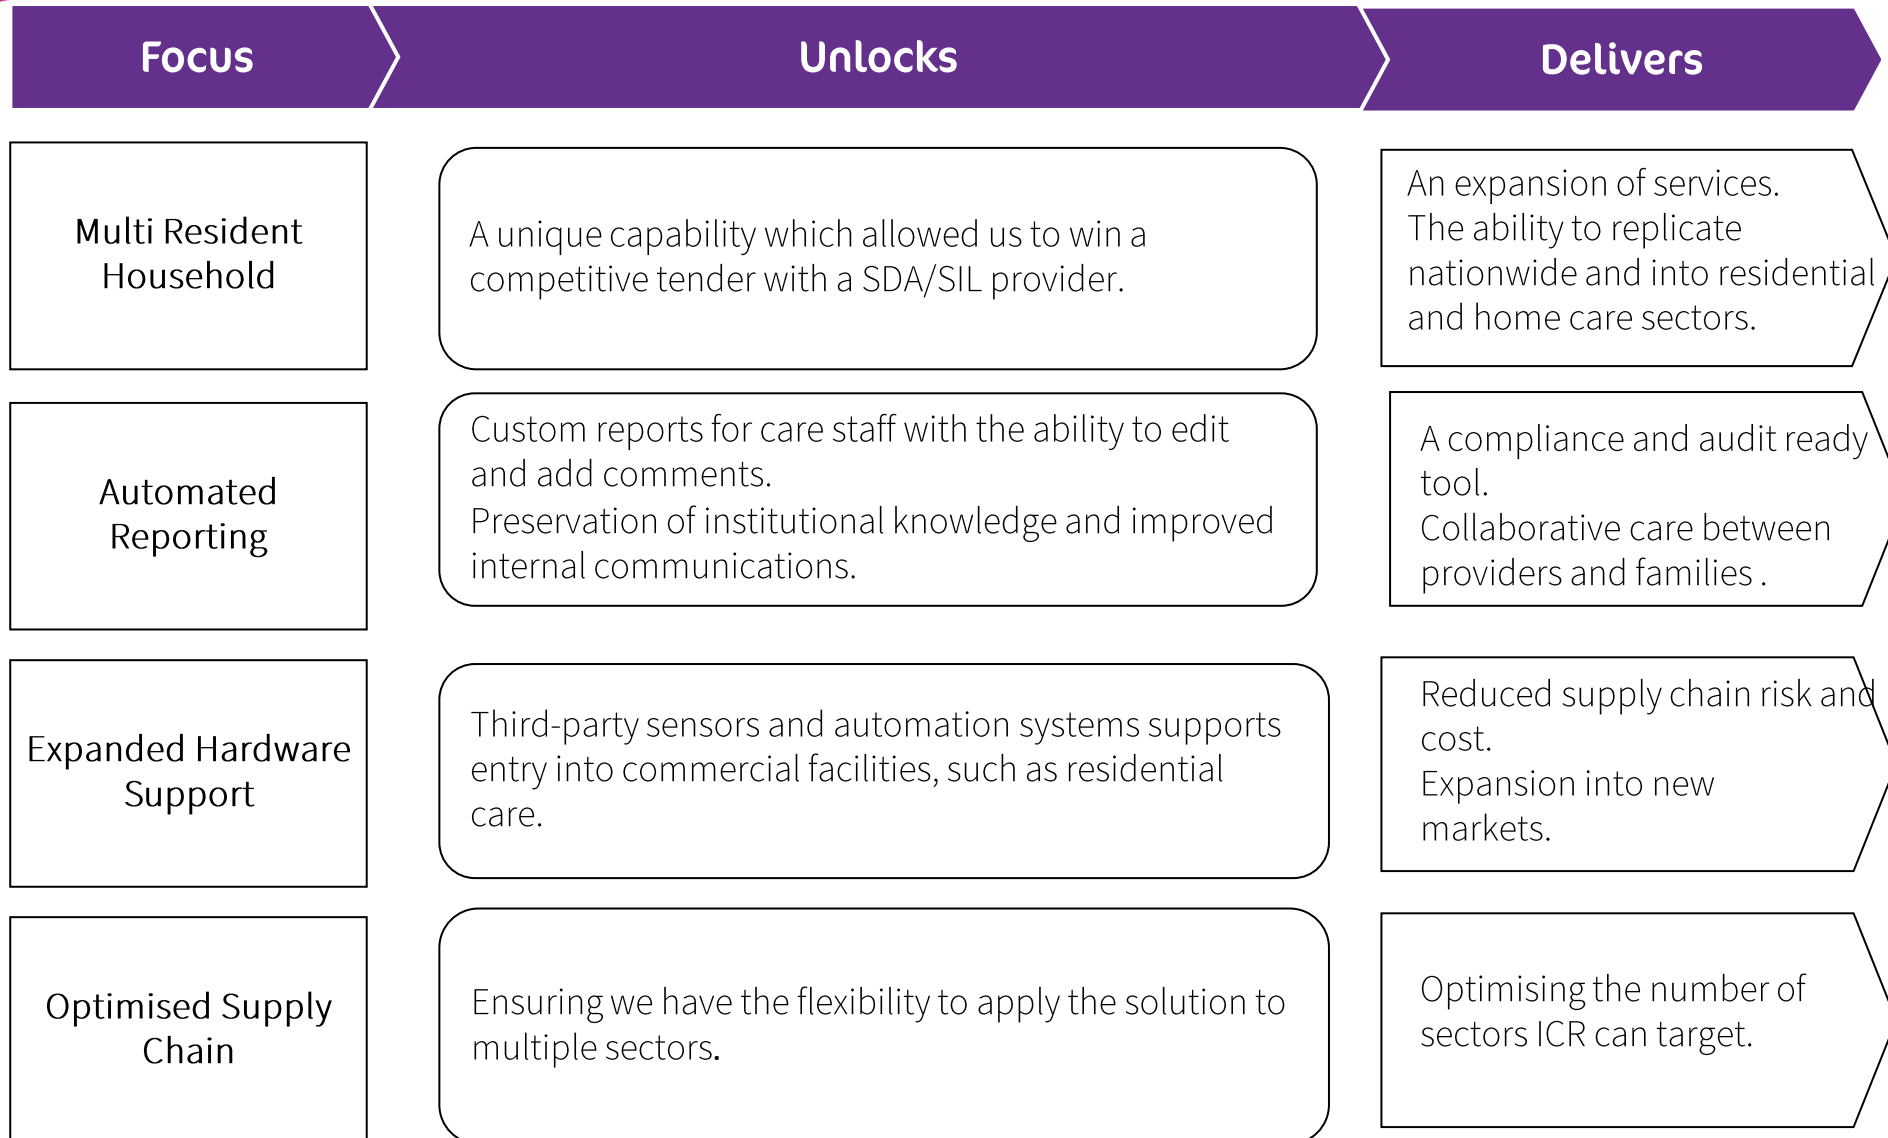 Focus
Unlocks
Delivers
Multi Resident
Household
A unique capability which allowed us to win a
competitive tender with a SDA/SIL provider.
An expansion of services.
The ability to replicate
nationwide and into residential
and home care sectors.
Automated
Reporting
Custom reports for care staff with the ability to edit
and add comments.
Preservation of institutional knowledge and improved
internal communications.
A compliance and audit ready
tool.
Collaborative care between
providers and families .
Expanded Hardware
Support
Third-party sensors and automation systems supports
entry into commercial facilities, such as residential
care.
Reduced supply chain risk and
cost.
Expansion into new
markets.
Optimised Supply
Chain
Ensuring we have the flexibility to apply the solution to
multiple sectors.
Optimising the number of
sectors ICR can target.